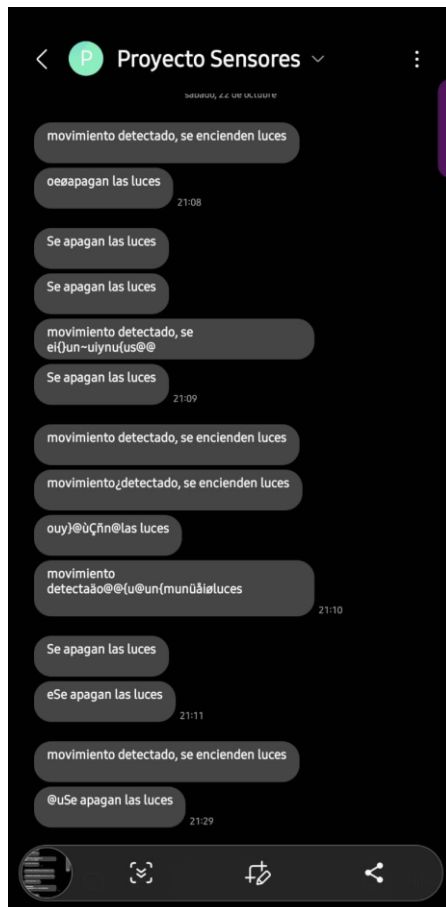 P Proyecto Sensores
sábado, 22 de octubre
movimiento detectado, se encienden luces
oeøapagan las luces
21:08
Se apagan las luces
Se apagan las luces
movimiento detectado, se
ei{}un~uiynu{us@@
Se apagan las luces
21:09
movimiento detectado, se encienden luces
movimiento¿detectado, se encienden luces
ouy}@ùÇñn@las luces
movimiento
detectaäo@@{u@un{munüåiøluces
21:10
Se apagan las luces
eSe apagan las luces
21:11
movimiento detectado, se encienden luces
@uSe apagan las luces
21:29